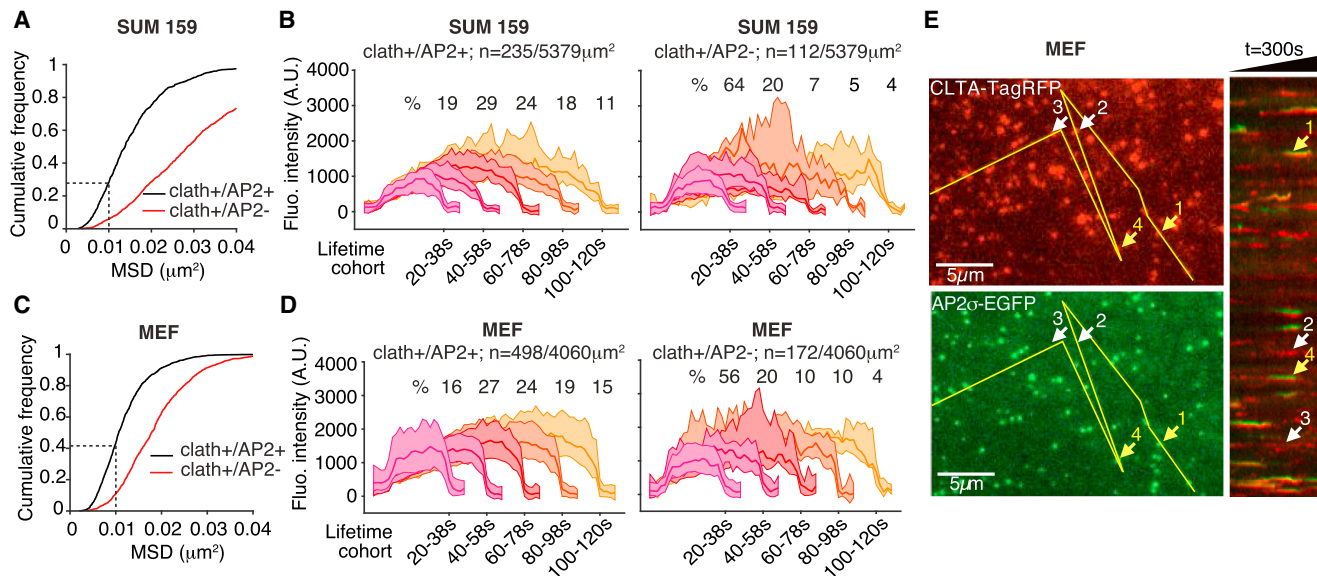 A
SUM 159
Cumulative frequency
1
0.8
0.6
0.4
0.2
0
clath+/AP2+
clath+/AP2-
0 0.01 0.02 0.03 0.04
MSD (μm²)
B
SUM 159
clath+/AP2+; n=235/5379μm²
Fluo. intensity (A.U.)
4000
3000
2000
1000
0
% 19 29 24 18 11
Lifetime
cohort
20-38s
40-58s
60-78s
80-98s
100-120s
SUM 159
clath+/AP2-; n=112/5379μm²
% 64 20 7 5 4
20-38s
40-58s
60-78s
80-98s
100-120s
C
MEF
Cumulative frequency
1
0.8
0.6
0.4
0.2
0
clath+/AP2+
clath+/AP2-
0 0.01 0.02 0.03 0.04
MSD (μm²)
D
MEF
clath+/AP2+; n=498/4060μm²
Fluo. intensity (A.U.)
4000
3000
2000
1000
0
% 16 27 24 19 15
Lifetime
cohort
20-38s
40-58s
60-78s
80-98s
100-120s
MEF
clath+/AP2-; n=172/4060μm²
% 56 20 10 10 4
20-38s
40-58s
60-78s
80-98s
100-120s
E
MEF
t=300s
CLTA-TagRFP
3
2
1
4
5μm
AP2σ-EGFP
3
2
1
4
5μm
1
2
4
3